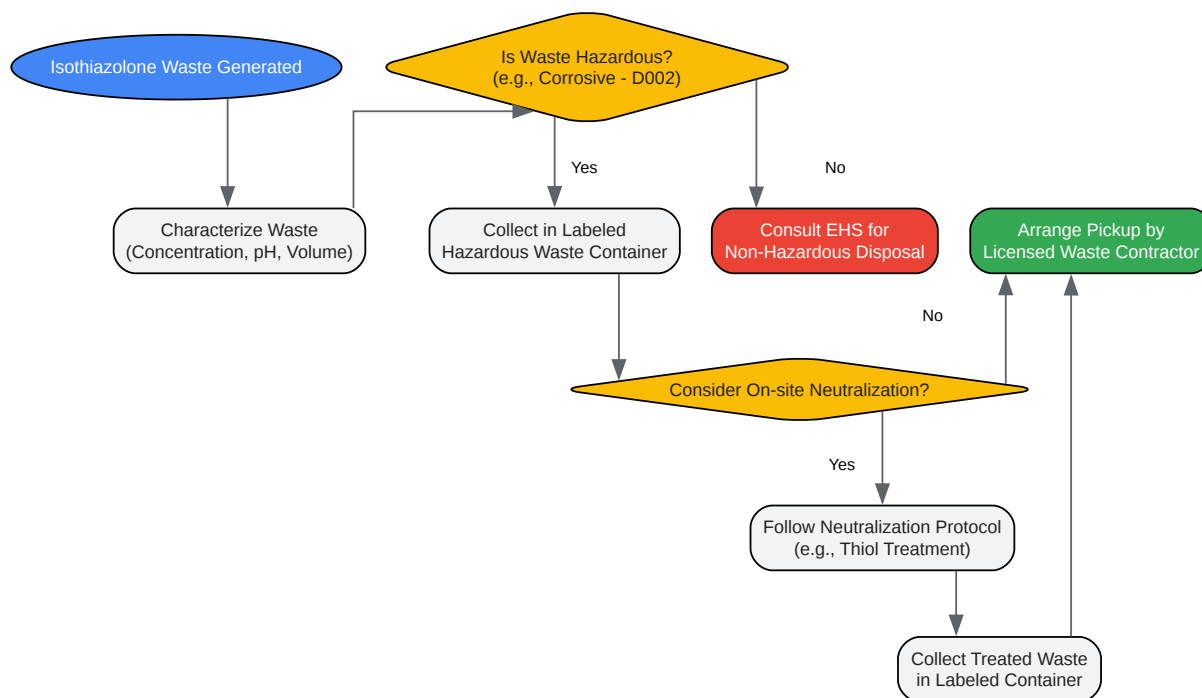 Isothiazolone Waste Generated
Is Waste Hazardous?
(e.g., Corrosive - D002)
Yes
No
Characterize Waste
(Concentration, pH, Volume)
Collect in Labeled
Hazardous Waste Container
Consult EHS for
Non-Hazardous Disposal
Arrange Pickup by
Licensed Waste Contractor
No
Consider On-site Neutralization?
Yes
Follow Neutralization Protocol
(e.g., Thiol Treatment)
Collect Treated Waste
in Labeled Container